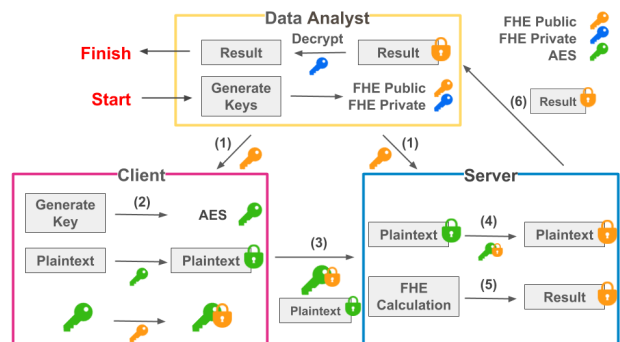 Data Analyst
FHE Public
FHE Private
AES
Finish
Result
Decrypt
Result
Start
Generate
Keys
FHE Public
FHE Private
(6)
Result
(1)
(1)
Client
Generate
Key
(2)
AES
Plaintext
Plaintext
(3)
Plaintext
Server
Plaintext
(4)
Plaintext
FHE
Calculation
(5)
Result